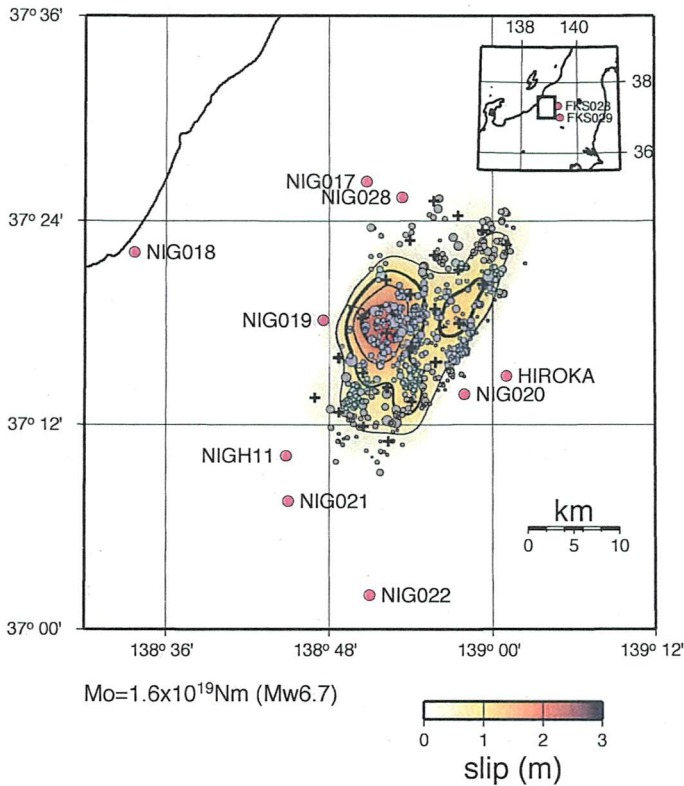 37° 36'
138 140
38
FKS028
FKS029
36
NIG017
NIG028
37° 24'
NIG018
NIG019
HIROKA
NIG020
37° 12'
NIGH11
NIG021
km
0 5 10
NIG022
37° 00'
138° 36' 138° 48' 139° 00' 139° 12'
Mo=1.6x10¹⁹Nm (Mw6.7)
0 1 2 3
slip (m)